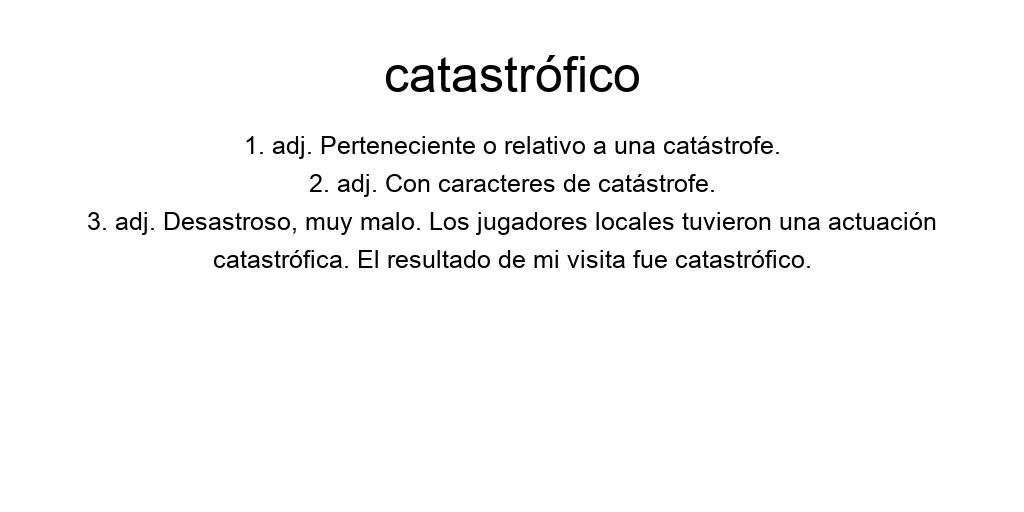 catastrófico
1. adj. Perteneciente o relativo a una catástrofe.
2. adj. Con caracteres de catástrofe.
3. adj. Desastroso, muy malo. Los jugadores locales tuvieron una actuación
catastrófica. El resultado de mi visita fue catastrófico.